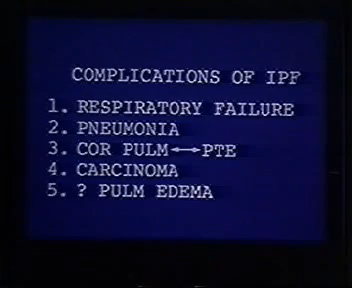 COMPLICATIONS OF IPF
1. RESPIRATORY FAILURE
2. PNEUMONIA
3. COR PULM↔PTE
4. CARCINOMA
5. ? PULM EDEMA